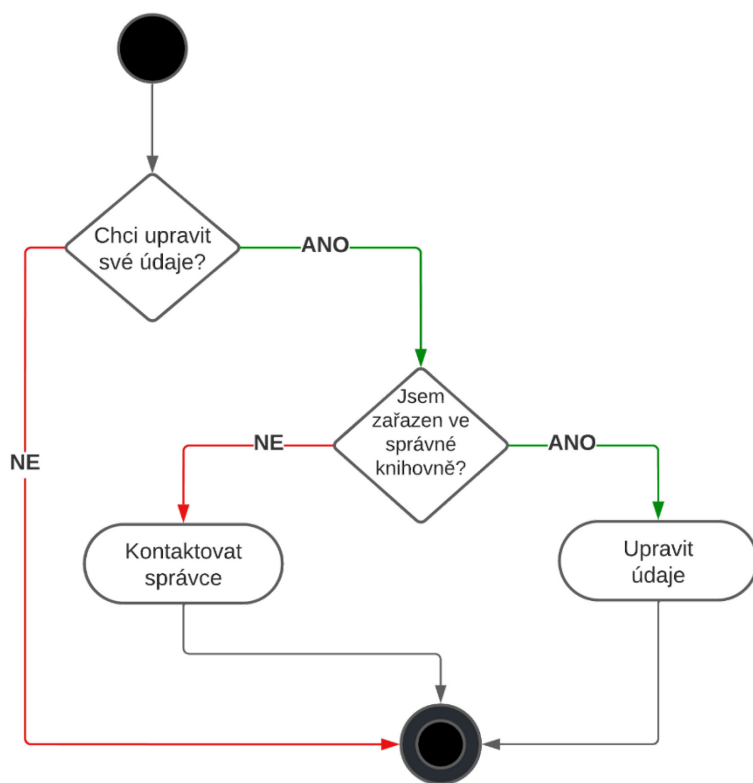 Chci upravit
své údaje?
ANO
Jsem
zařazen ve
správné
knihovně?
NE
ANO
NE
Kontaktovat
správce
Upravit
údaje